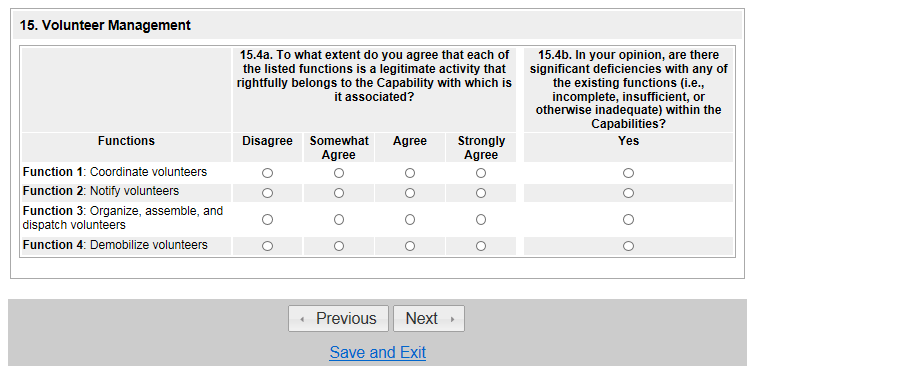 15. Volunteer Management
15.4a. To what extent do you agree that each of
the listed functions is a legitimate activity that
rightfully belongs to the Capability with which is
it associated?
15.4b. In your opinion, are there
significant deficiencies with any of
the existing functions (i.e.,
incomplete, insufficient, or
otherwise inadequate) within the
Capabilities?
Functions
Disagree
Somewhat
Agree
Agree
Strongly
Agree
Yes
Function 1: Coordinate volunteers
Function 2: Notify volunteers
Function 3: Organize, assemble, and
dispatch volunteers
Function 4: Demobilize volunteers
Previous
Next
Save and Exit